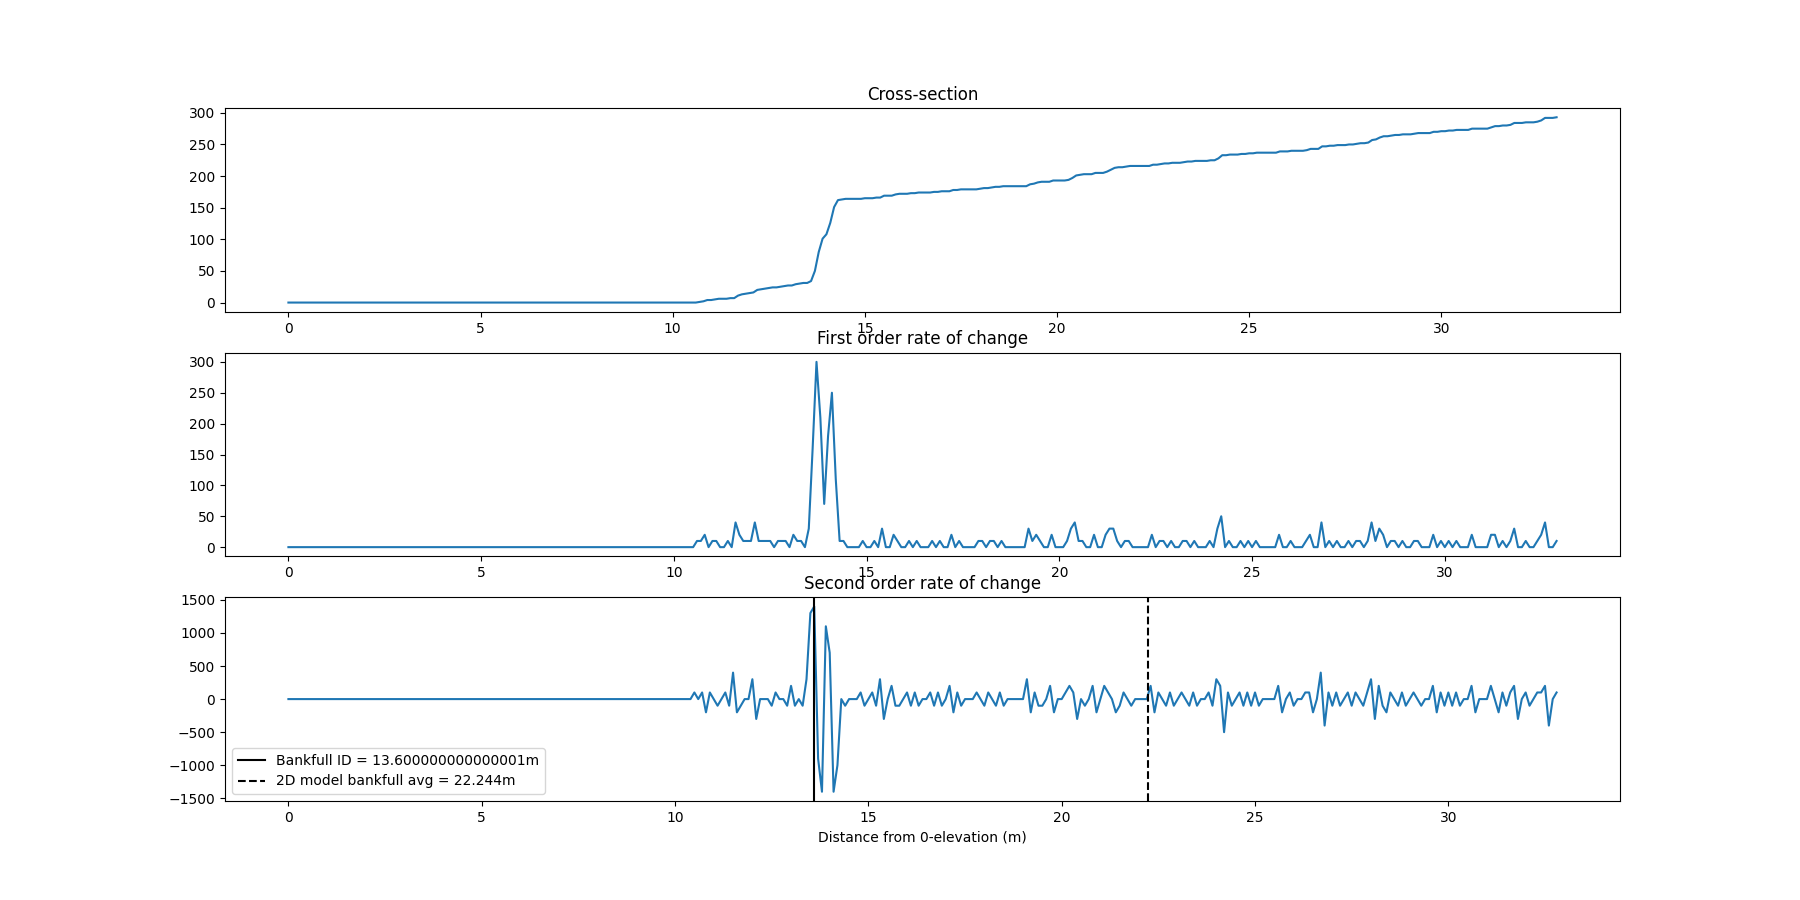 Cross-section
300
250
200
150
100
50
0
0 5 10 15 20 25 30
First order rate of change
300
250
200
150
100
50
0
0 5 10 15 20 25 30
Second order rate of change
1500
1000
500
0
−500
−1000
−1500
Bankfull ID = 13.600000000000001m
2D model bankfull avg = 22.244m
0 5 10 15 20 25 30
Distance from 0-elevation (m)